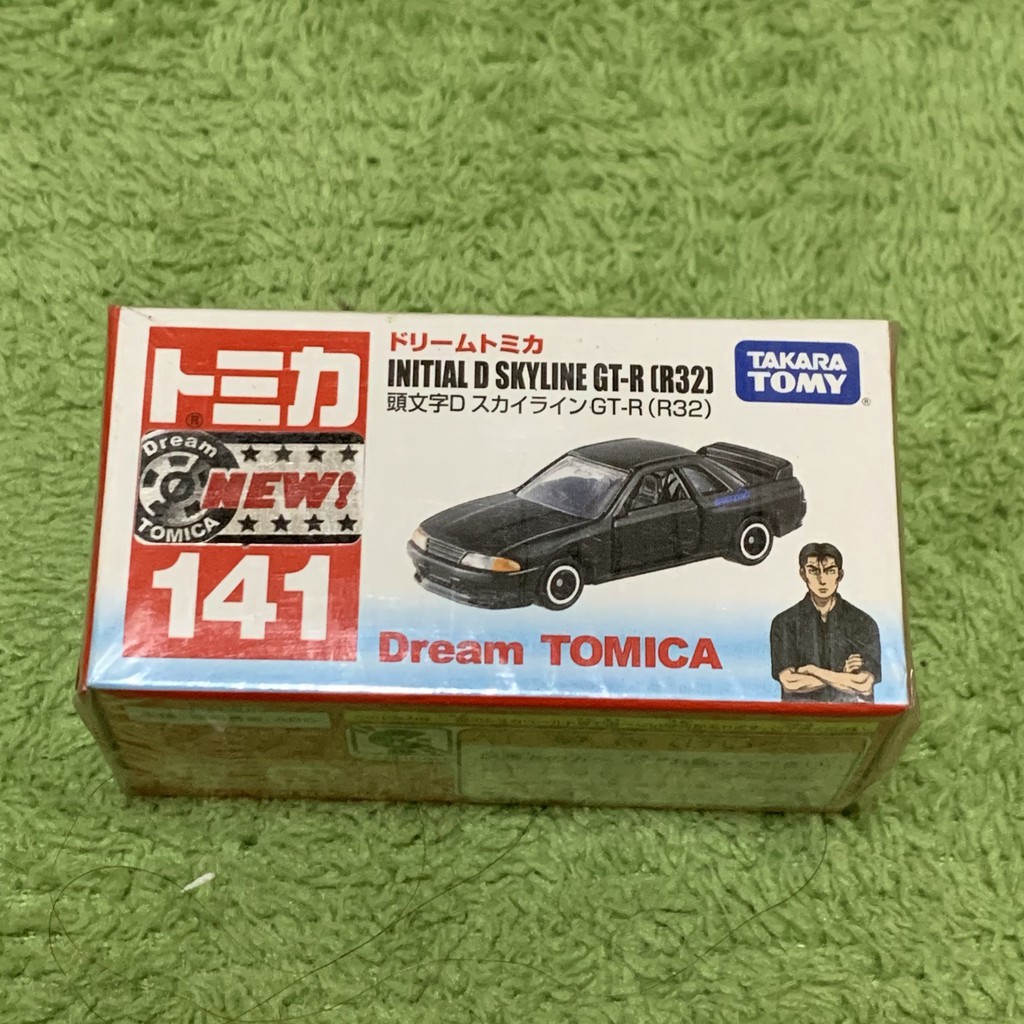 トミカ
®
Dream
TOMICA
NEW!
141
ドリームトミカ
INITIAL D SKYLINE GT-R (R32)
頭文字D スカイラインGT-R (R32)
TAKARA
TOMY
®
Dream TOMICA